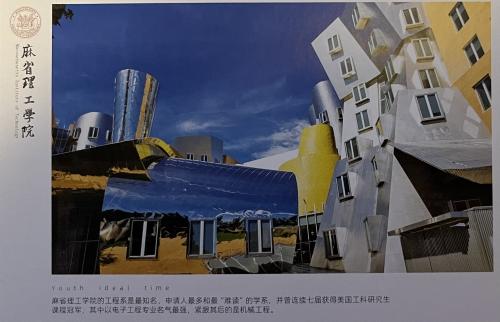 麻省理工學院
Massachusetts Institute of Technology
Youth ideal time
麻省理工学院的工程系是最知名，申请人最多和最“难读”的学系，并曾连续七届获得美国工科研究生
课程冠军，其中以电子工程专业名气最强，紧跟其后的是机械工程。